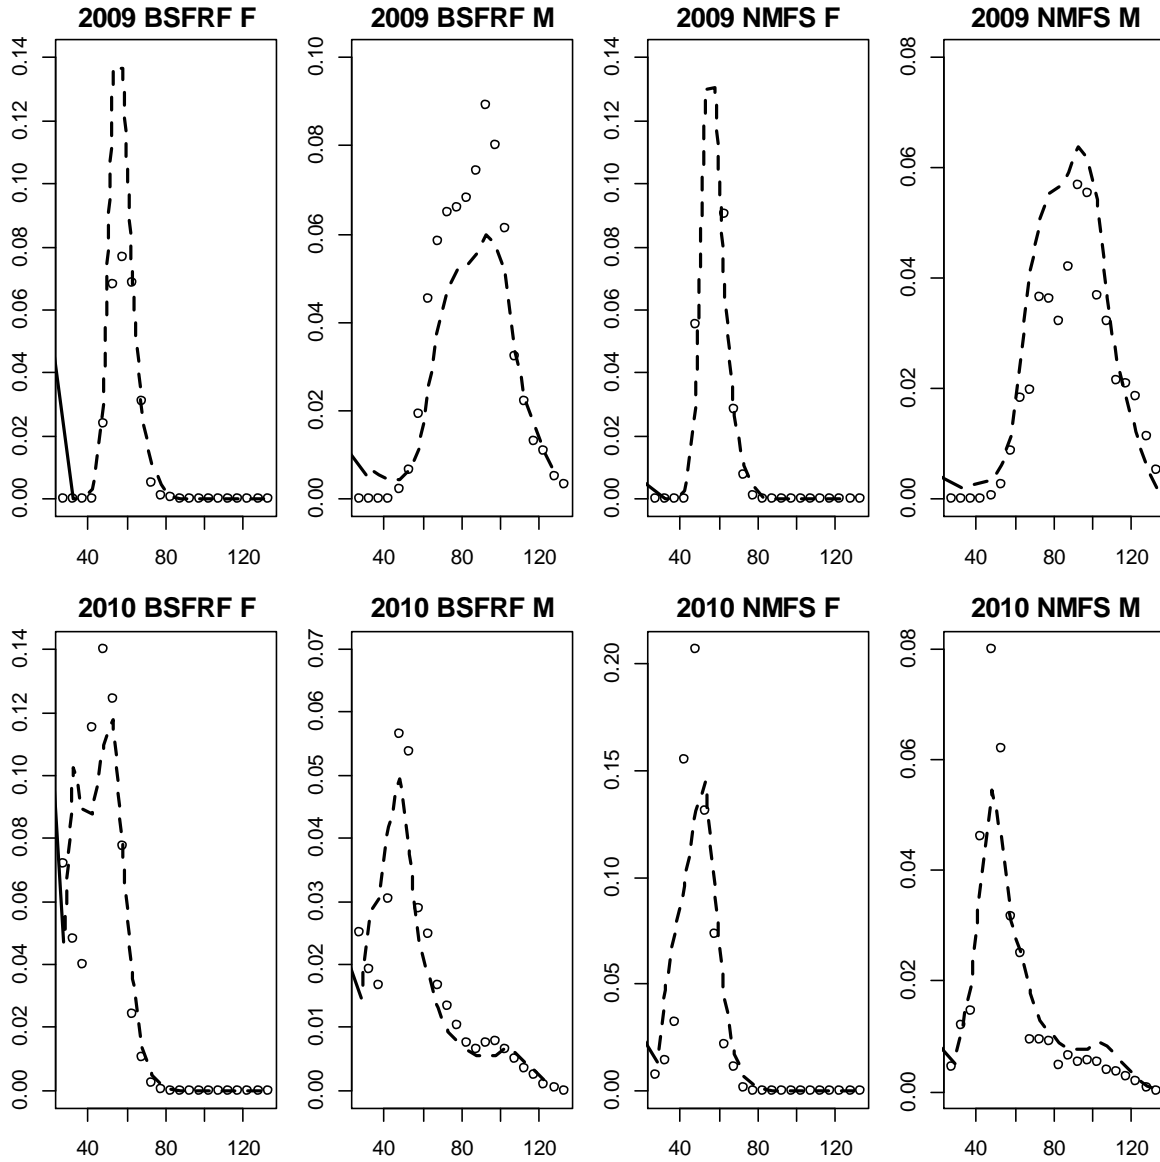 2009 BSFRF F
0.00 0.02 0.04 0.06 0.08 0.10 0.12 0.14
40 80 120
2009 BSFRF M
0.00 0.02 0.04 0.06 0.08 0.10
40 80 120
2009 NMFS F
0.00 0.02 0.04 0.06 0.08 0.10 0.12 0.14
40 80 120
2009 NMFS M
0.00 0.02 0.04 0.06 0.08
40 80 120
2010 BSFRF F
0.00 0.02 0.04 0.06 0.08 0.10 0.12 0.14
40 80 120
2010 BSFRF M
0.00 0.01 0.02 0.03 0.04 0.05 0.06 0.07
40 80 120
2010 NMFS F
0.00 0.05 0.10 0.15 0.20
40 80 120
2010 NMFS M
0.00 0.02 0.04 0.06 0.08
40 80 120